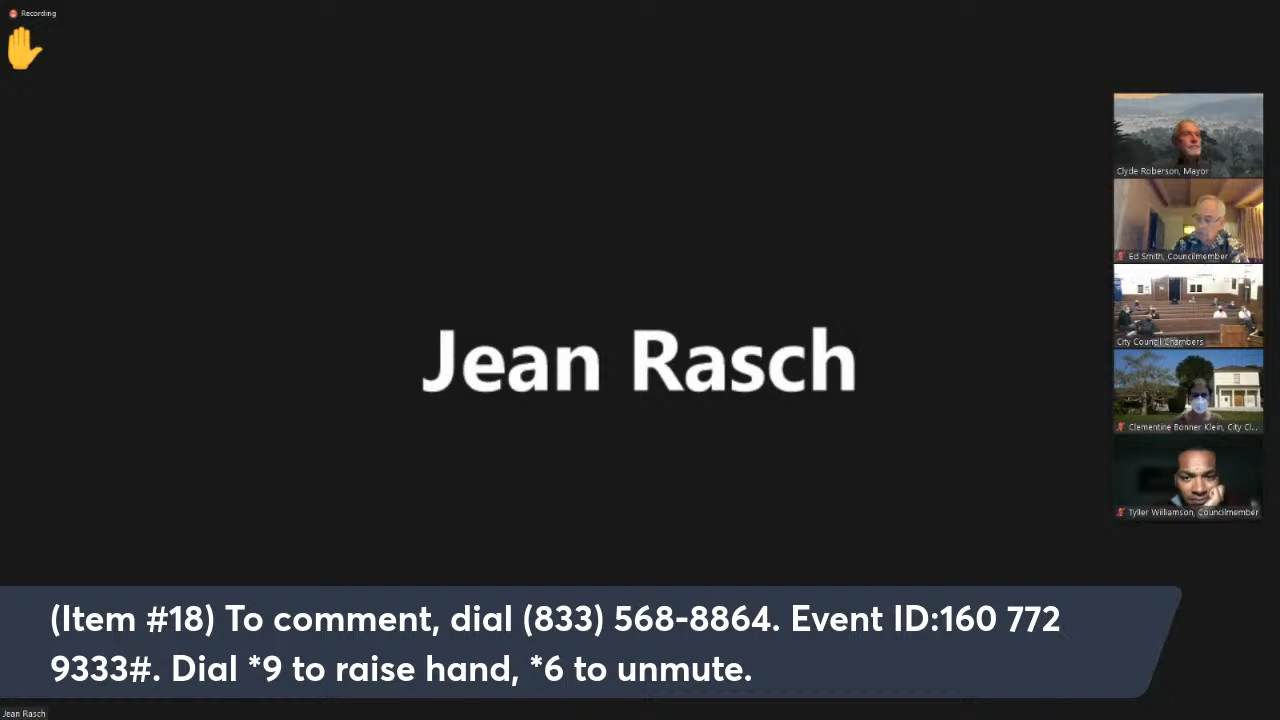 Recording
Clyde Roberson, Mayor
Ed Smith, Councilmember
City Council Chambers
Clementine Bonner Klein, City Cl...
Tyller Williamson, Councilmember
Jean Rasch
(Item #18) To comment, dial (833) 568-8864. Event ID:160 772
9333#. Dial *9 to raise hand, *6 to unmute.
Jean Rasch